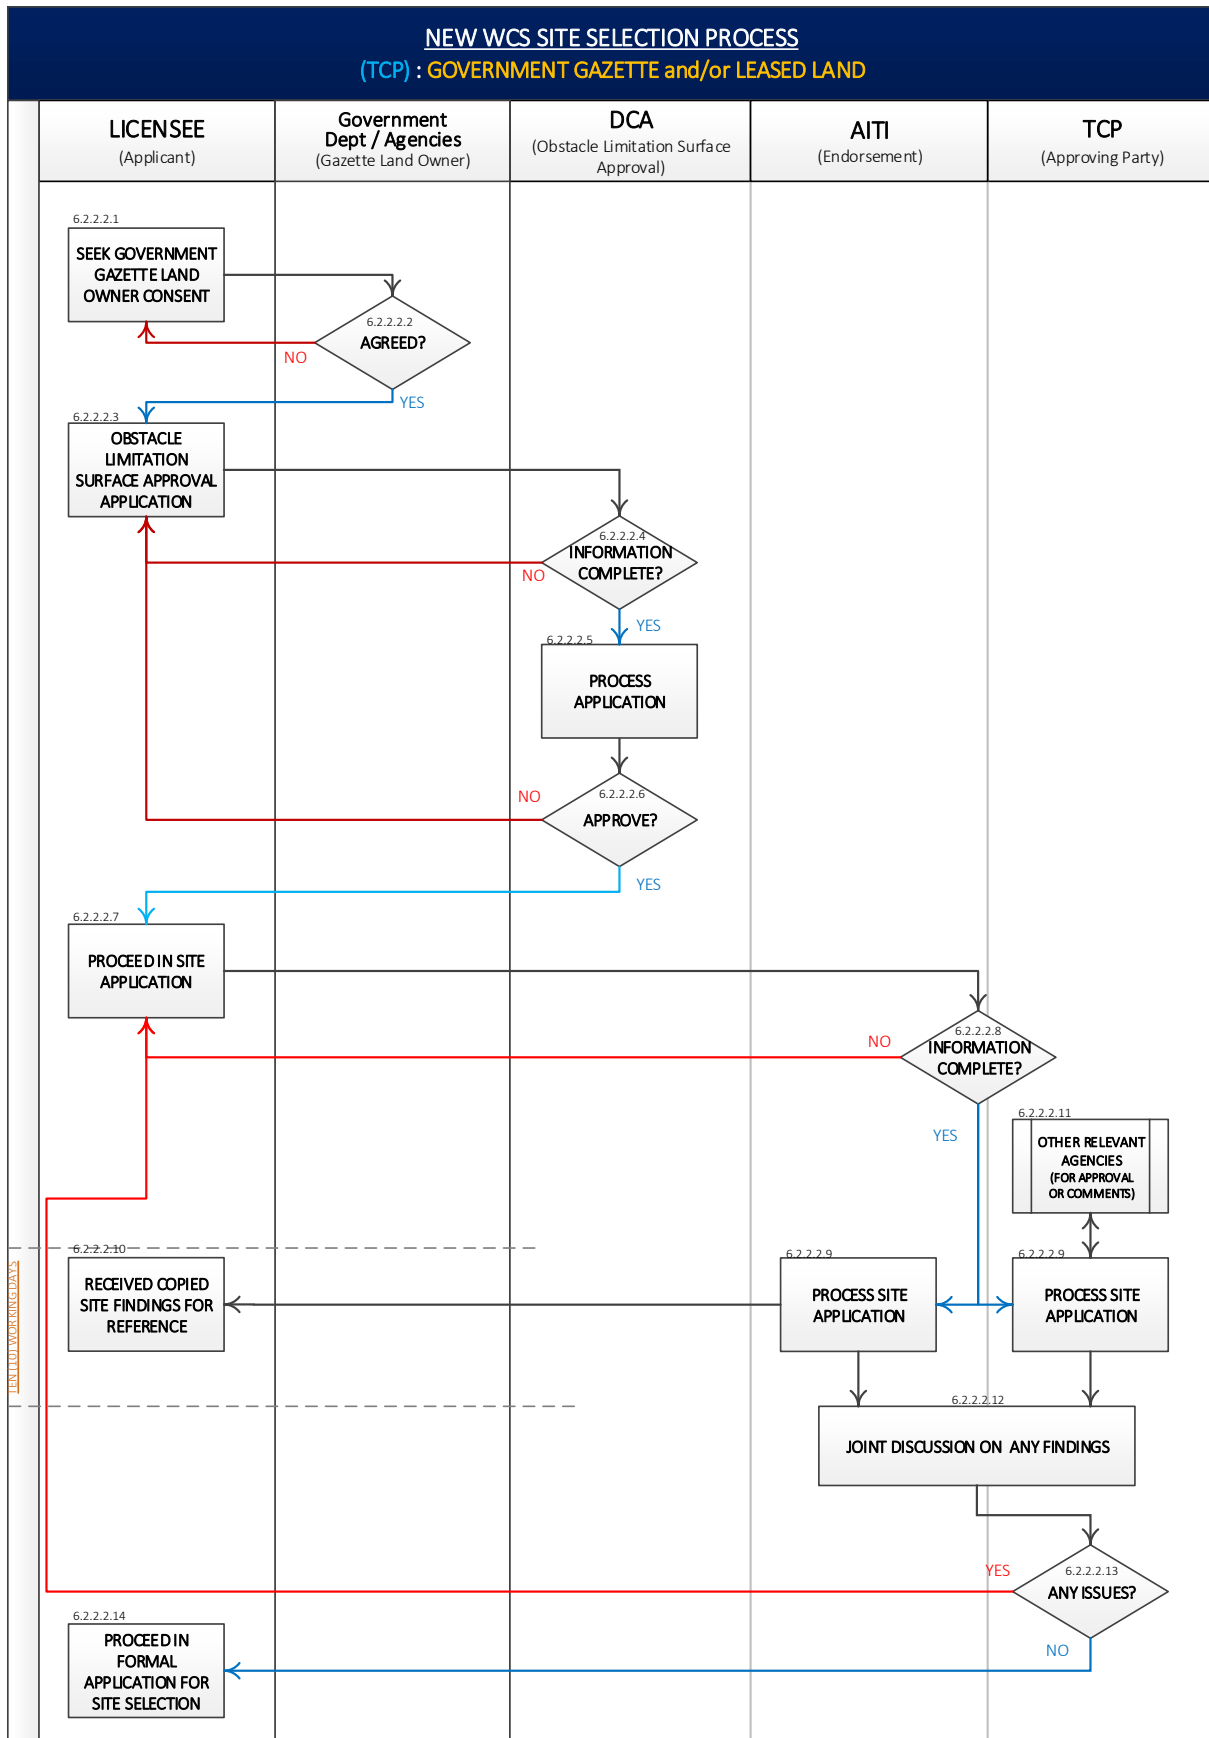 NEW WCS SITE SELECTION PROCESS
(TCP) : GOVERNMENT GAZETTE and/or LEASED LAND
LICENSEE
(Applicant)
Government
Dept / Agencies
(Gazette Land Owner)
DCA
(Obstacle Limitation Surface
Approval)
AITI
(Endorsement)
TCP
(Approving Party)
6.2.2.2.1
SEEK GOVERNMENT
GAZETTE LAND
OWNER CONSENT
6.2.2.2.2
AGREED?
NO
YES
6.2.2.2.3
OBSTACLE
LIMITATION
SURFACE APPROVAL
APPLICATION
6.2.2.2.4
INFORMATION
COMPLETE?
NO
YES
6.2.2.2.5
PROCESS
APPLICATION
6.2.2.2.6
APPROVE?
NO
YES
6.2.2.2.7
PROCEED IN SITE
APPLICATION
6.2.2.2.8
INFORMATION
COMPLETE?
NO
YES
6.2.2.2.11
OTHER RELEVANT
AGENCIES
(FOR APPROVAL
OR COMMENTS)
TEN (10) WORKING DAYS
6.2.2.2.10
RECEIVED COPIED
SITE FINDINGS FOR
REFERENCE
6.2.2.2.9
PROCESS SITE
APPLICATION
6.2.2.2.9
PROCESS SITE
APPLICATION
6.2.2.2.12
JOINT DISCUSSION ON ANY FINDINGS
6.2.2.2.13
ANY ISSUES?
YES
NO
6.2.2.2.14
PROCEED IN
FORMAL
APPLICATION FOR
SITE SELECTION